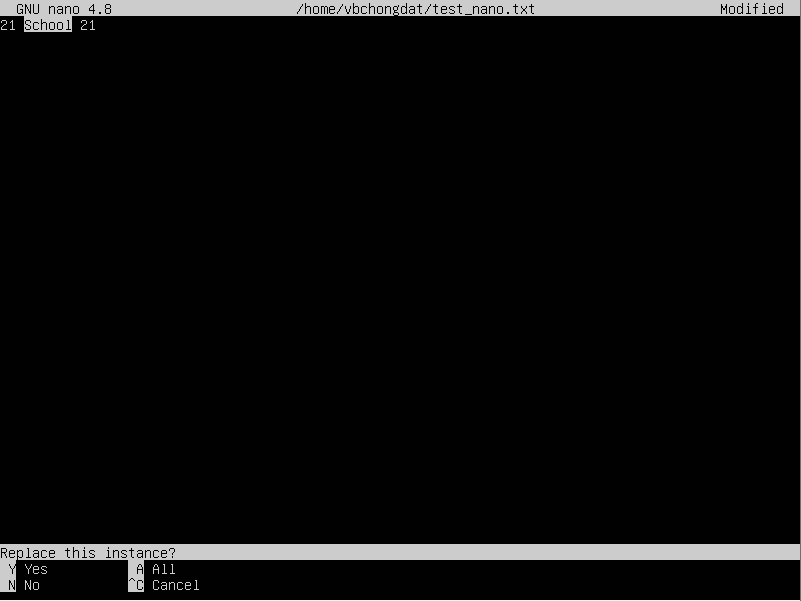 GNU nano 4.8 /home/vbchongdat/test_nano.txt Modified
21 School 21
Replace this instance?
Y Yes A All
N No ^C Cancel